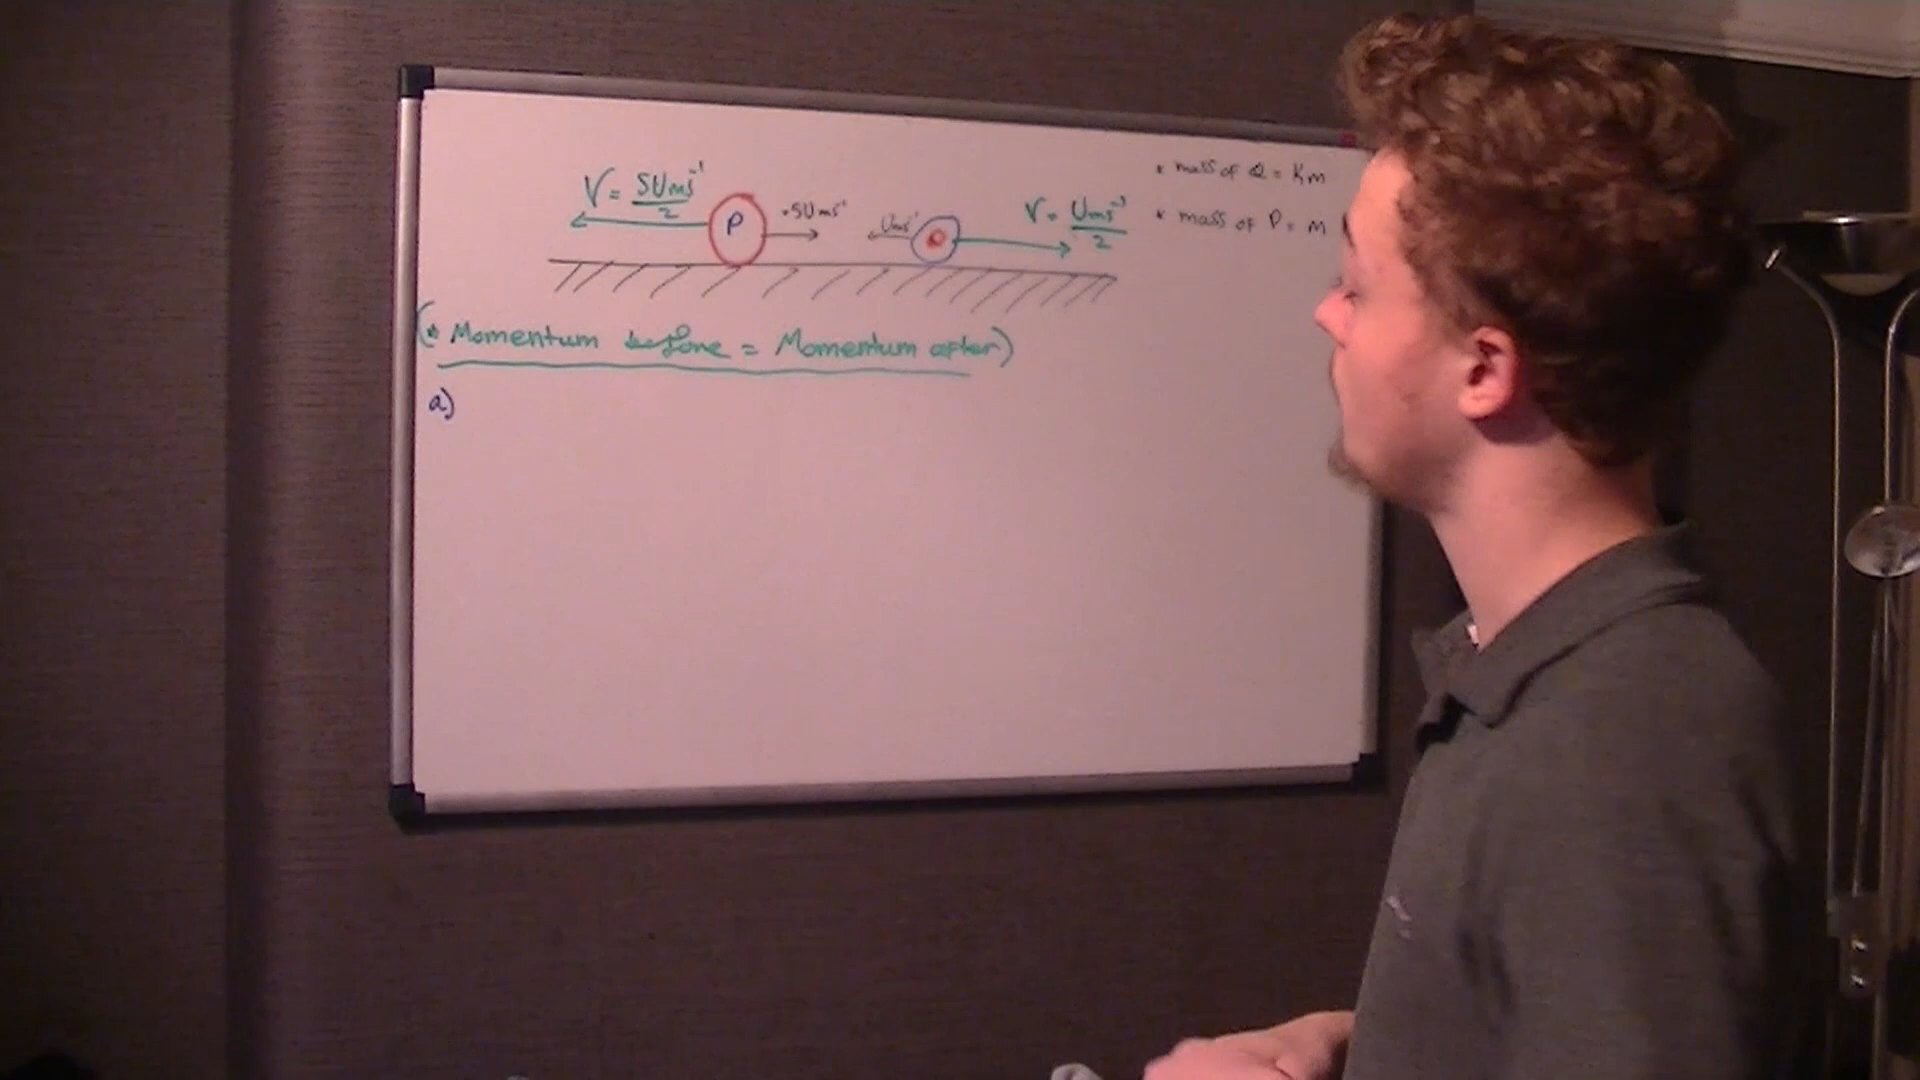 V = 5Ums⁻¹/2
P
5Ums⁻¹
Ums⁻¹
V = Ums⁻¹/2
* mass of Q = Km
* mass of P = m
(* Momentum before = Momentum after)
a)